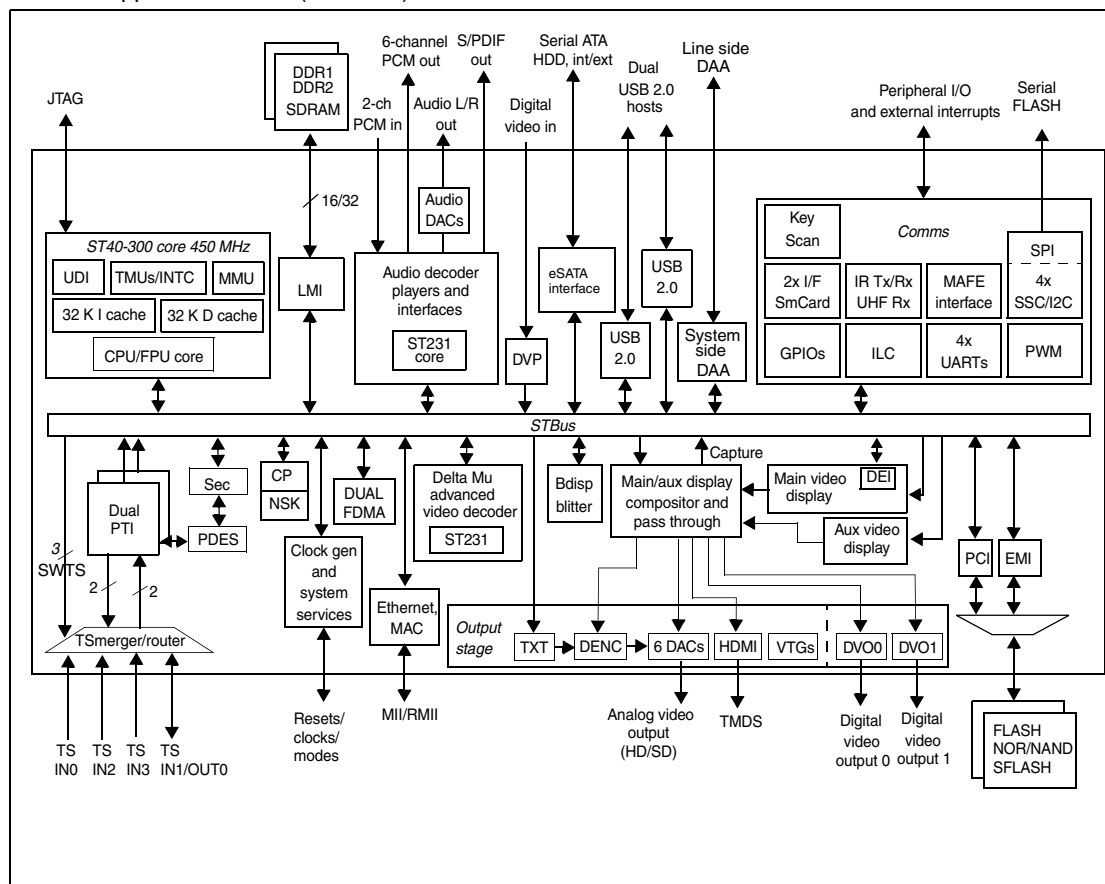 6-channel
PCM out
S/PDIF
out
Serial ATA
HDD, int/ext
Dual
USB 2.0
hosts
Line side
DAA
DDR1
DDR2
SDRAM
JTAG
2-ch
PCM in
Audio L/R
out
Digital
video in
Peripheral I/O
and external interrupts
Serial
FLASH
16/32
Audio
DACs
ST40-300 core 450 MHz
UDI
TMUs/INTC
MMU
32 K I cache
32 K D cache
CPU/FPU core
LMI
Audio decoder
players and
interfaces
ST231
core
DVP
eSATA
interface
USB
2.0
USB
2.0
System
side
DAA
Key
Scan
Comms
SPI
2x I/F
SmCard
IR Tx/Rx
UHF Rx
MAFE
interface
4x
SSC/I2C
GPIOs
ILC
4x
UARTs
PWM
STBus
Capture
Dual
PTI
Sec
PDES
CP
NSK
DUAL
FDMA
Delta Mu
advanced
video decoder
ST231
Bdisp
blitter
Main/aux display
compositor and
pass through
Main video
display
DEI
Aux video
display
PCI
EMI
3
SWTS
2
2
Clock gen
and
system
services
Ethernet,
MAC
TSmerger/router
Output
stage
TXT
DENC
6 DACs
HDMI
VTGs
DVO0
DVO1
TS
IN0
TS
IN2
TS
IN3
TS
IN1/OUT0
Resets/
clocks/
modes
MII/RMII
Analog video
output
(HD/SD)
TMDS
Digital
video
output 0
Digital
video
output 1
FLASH
NOR/NAND
SFLASH